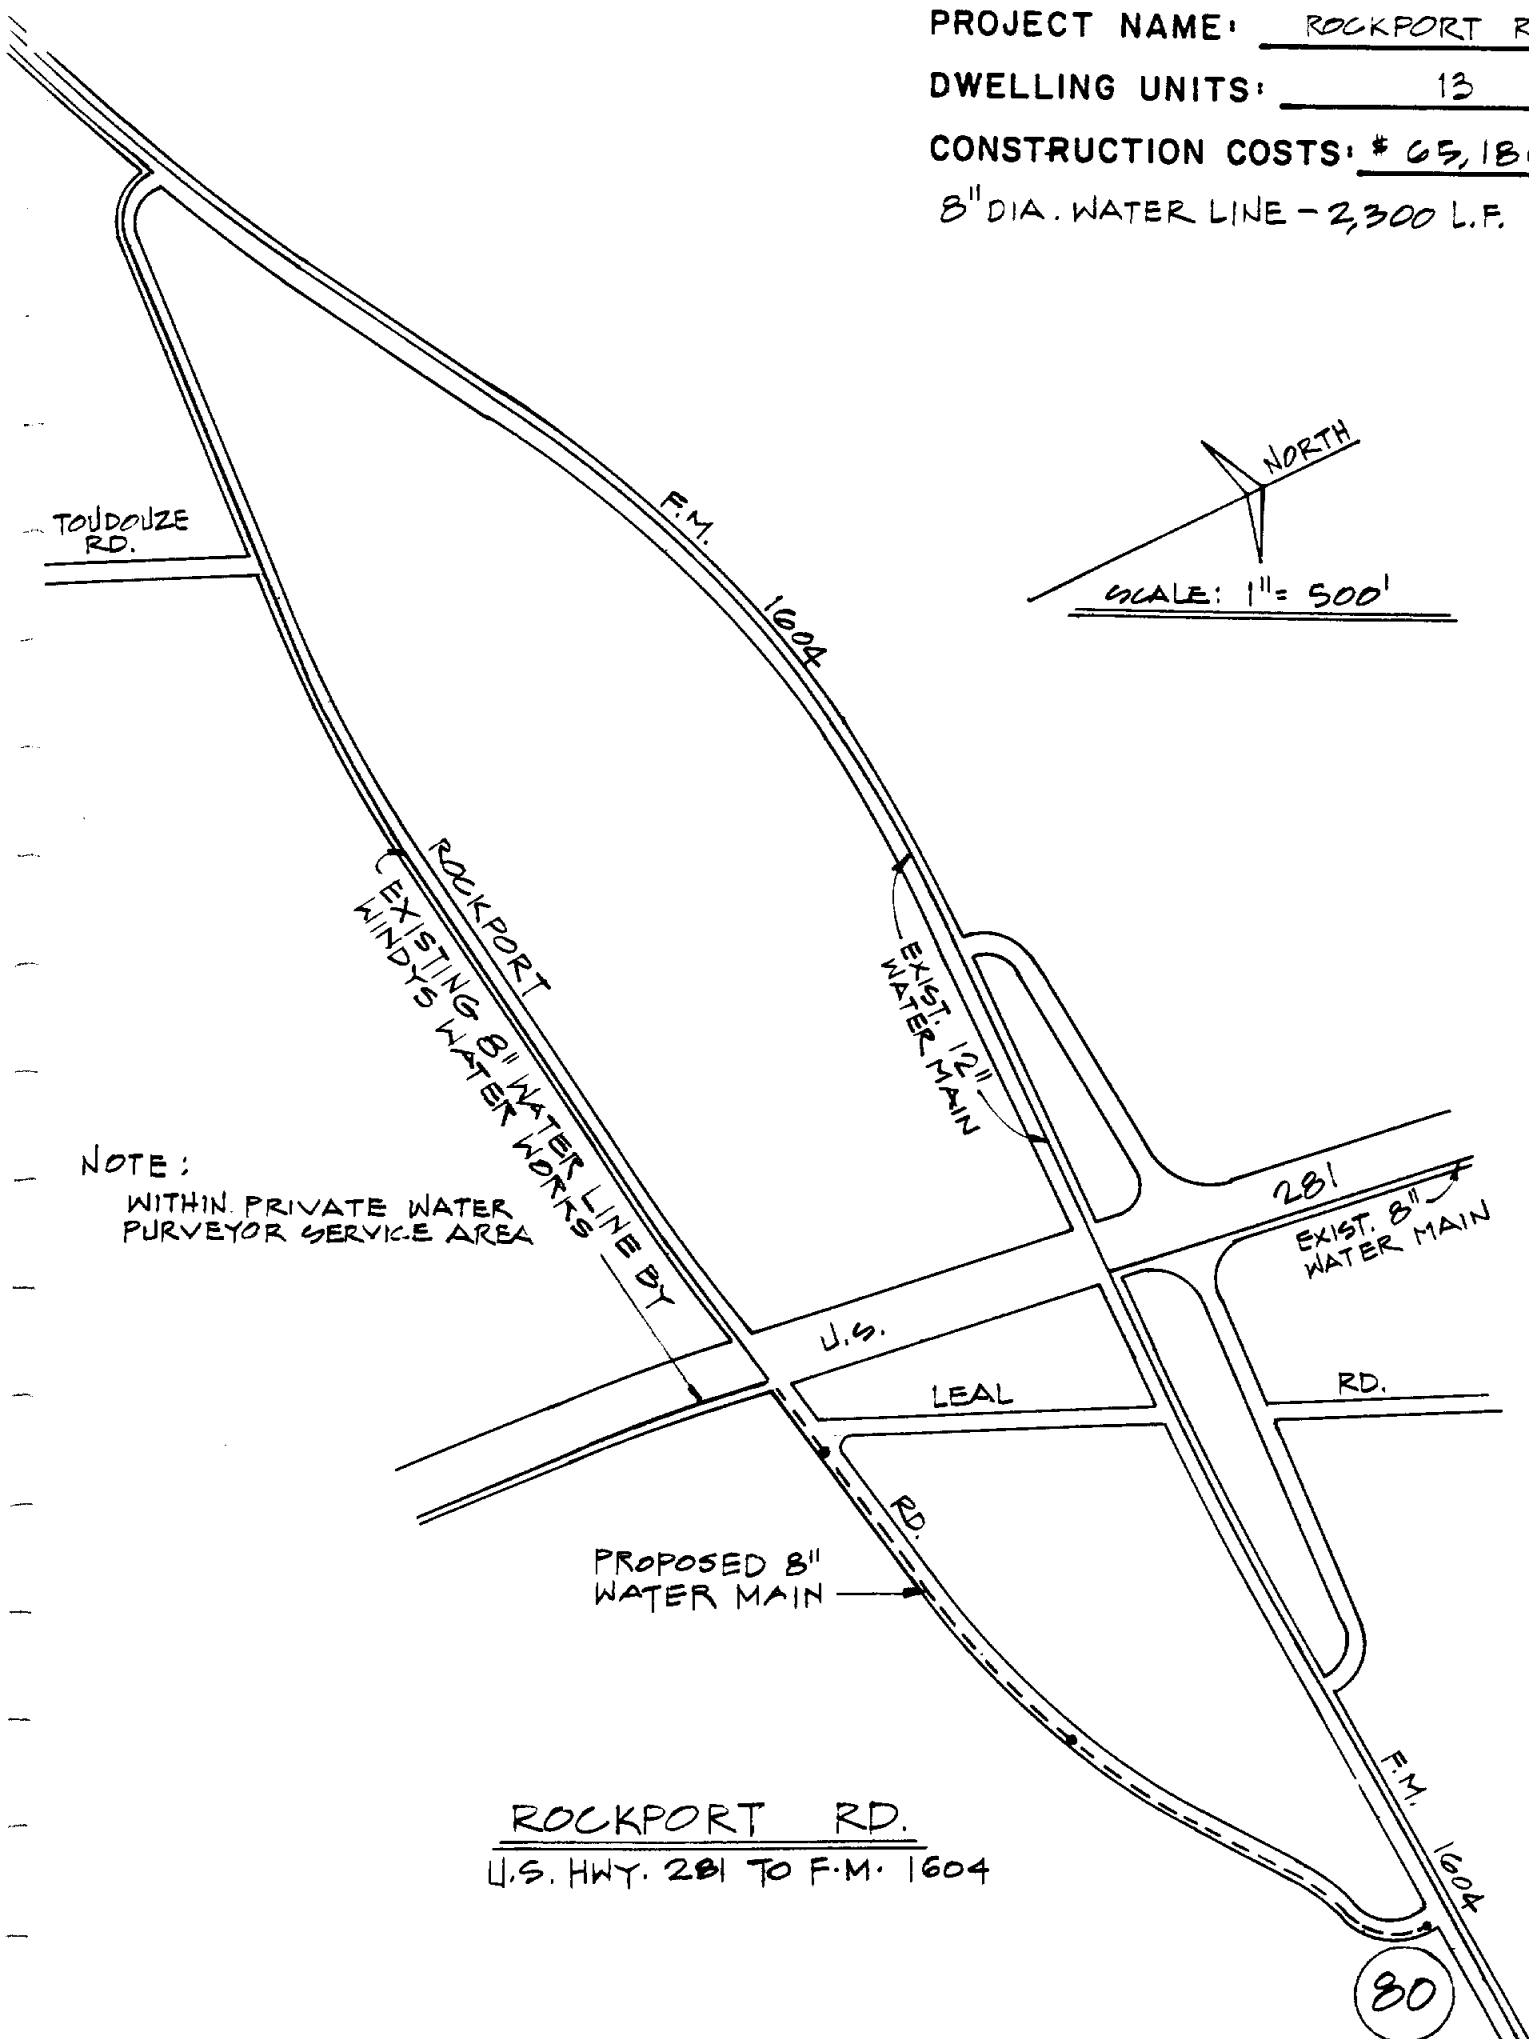 PROJECT NAME: ROCKPORT R
DWELLING UNITS: 13
CONSTRUCTION COSTS: $ 65,18
8" DIA. WATER LINE - 2,300 L.F.
NORTH
SCALE: 1" = 500'
TOUDOUZE
RD.
F.M.
1604
ROCKPORT
EXISTING 8" WATER LINE BY
WINDYS WATER WORKS
EXIST. 12"
WATER MAIN
NOTE:
WITHIN PRIVATE WATER
PURVEYOR SERVICE AREA
281
EXIST. 8"
WATER MAIN
U.S.
LEAL
RD.
RD.
PROPOSED 8"
WATER MAIN
F.M.
1604
ROCKPORT RD.
U.S. HWY. 281 TO F.M. 1604
80